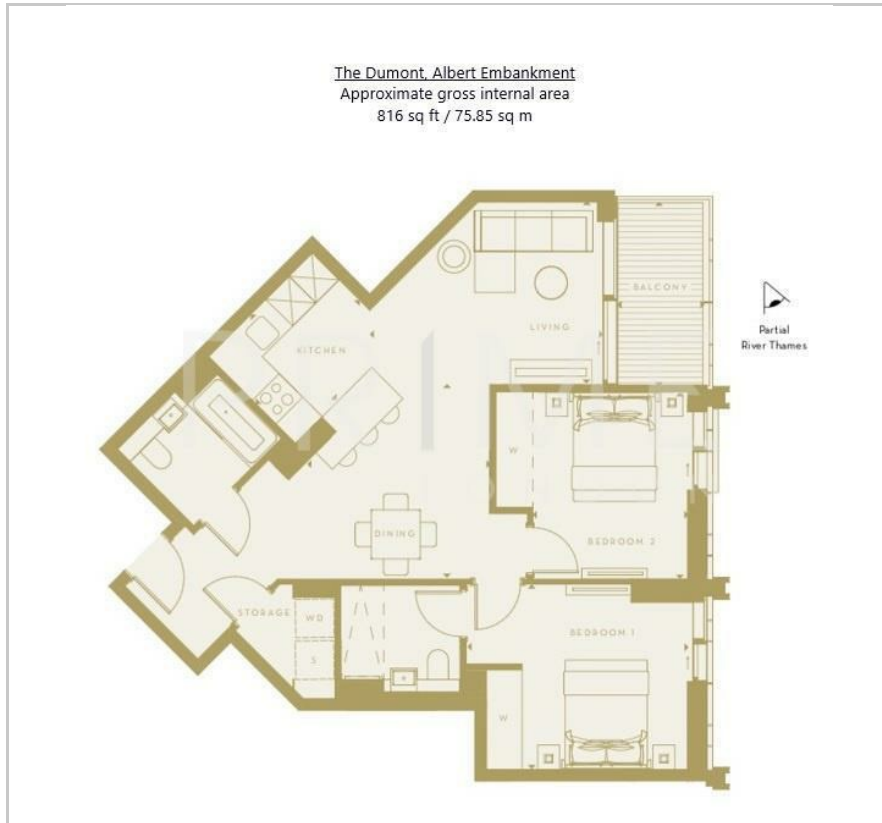 The Dumont, Albert Embankment
Approximate gross internal area
816 sq ft / 75.85 sq m
BALCONY
LIVING
Partial
River Thames
KITCHEN
W
BEDROOM 2
DINING
STORAGE
WD
S
BEDROOM 1
W
PRIME